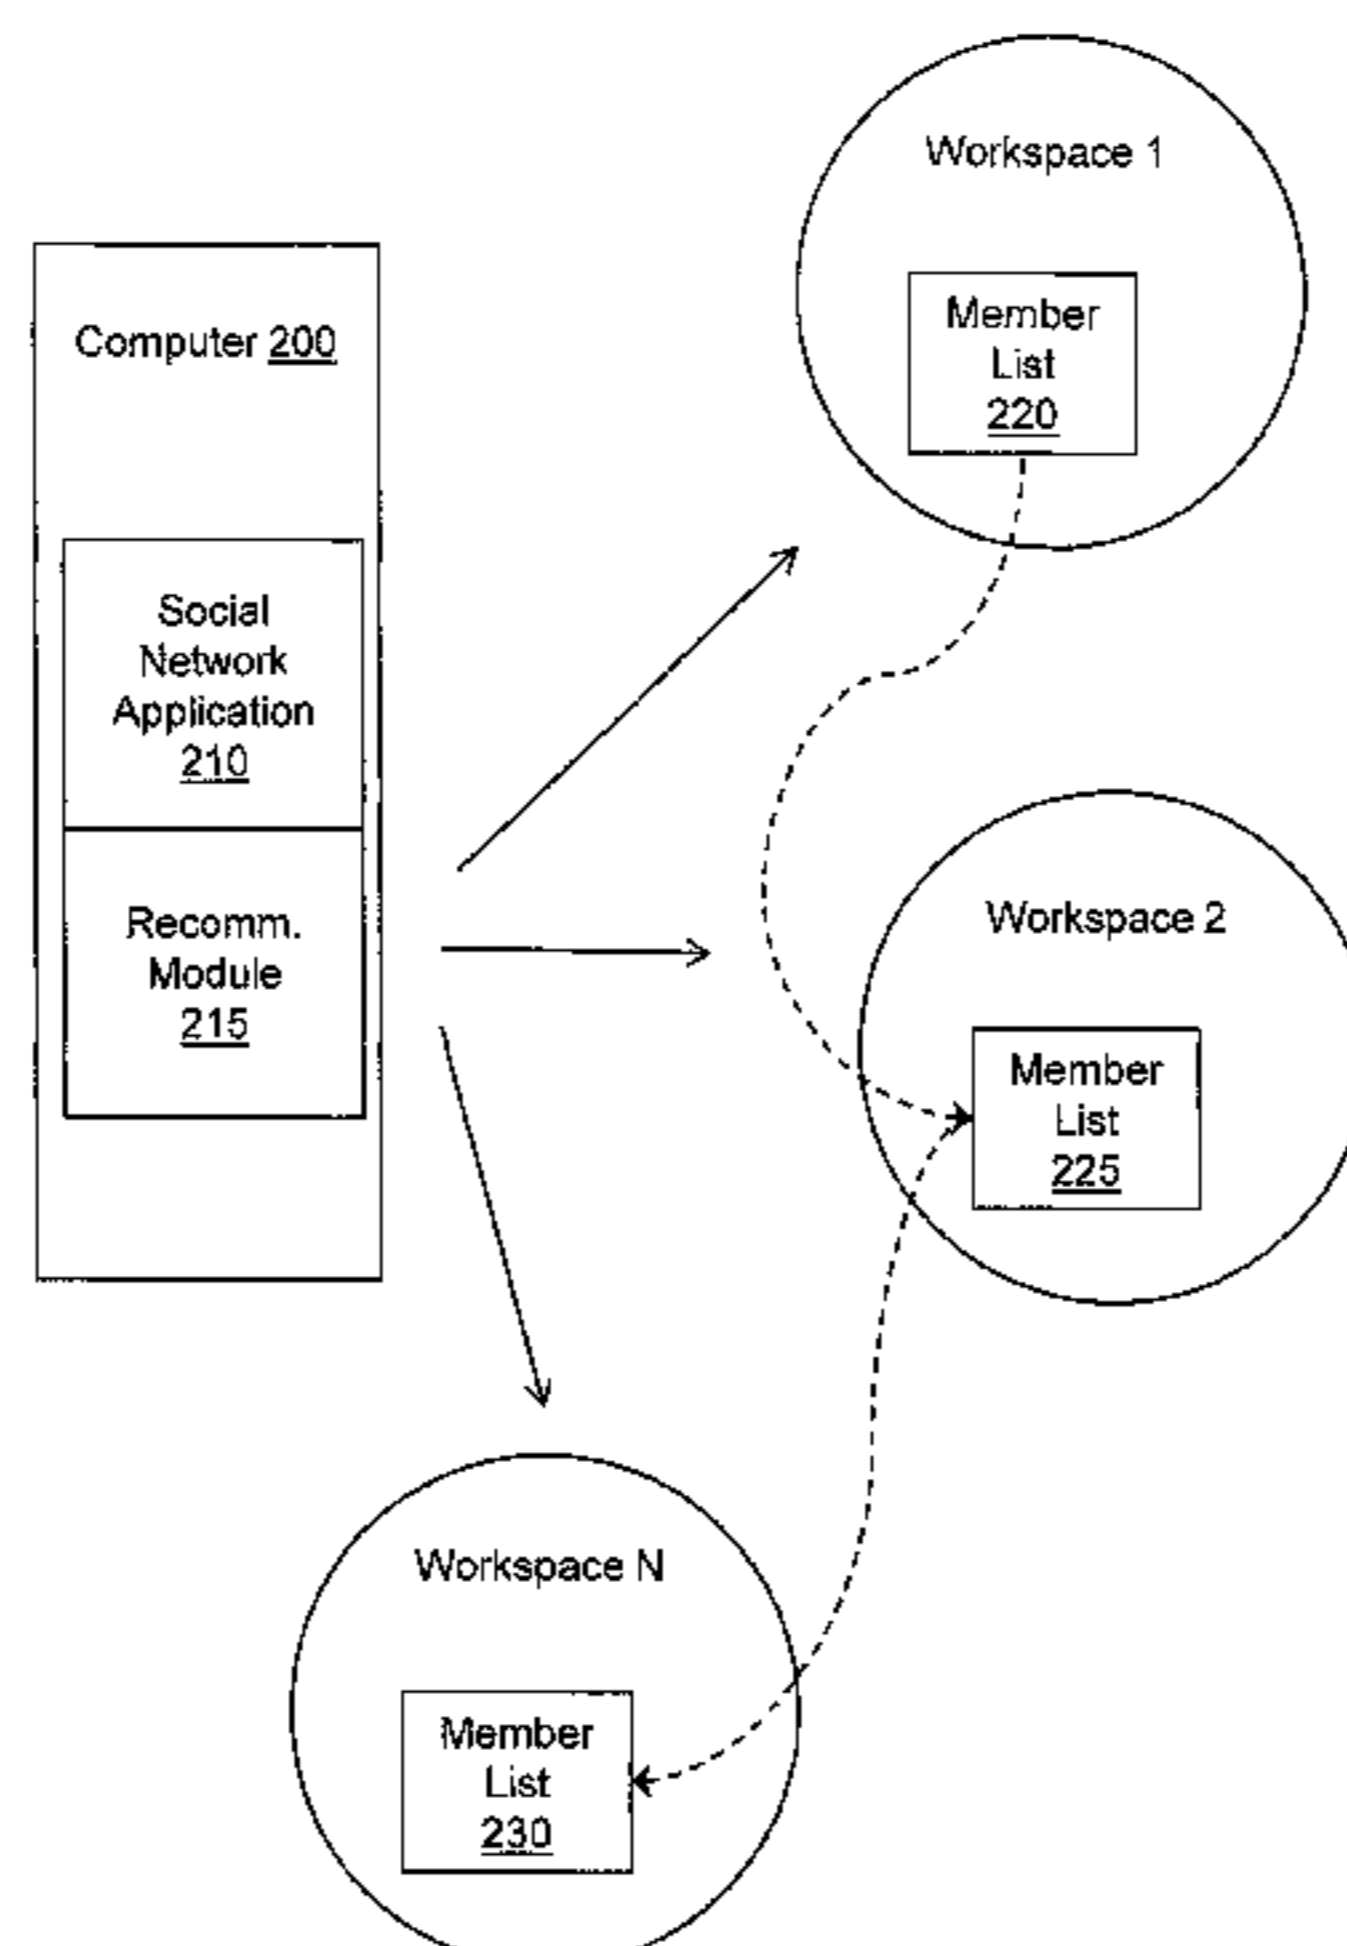 Workspace 1
Member
List
220
Computer 200
Social
Network
Application
210
Recomm.
Module
215
Workspace 2
Member
List
225
Workspace N
Member
List
230